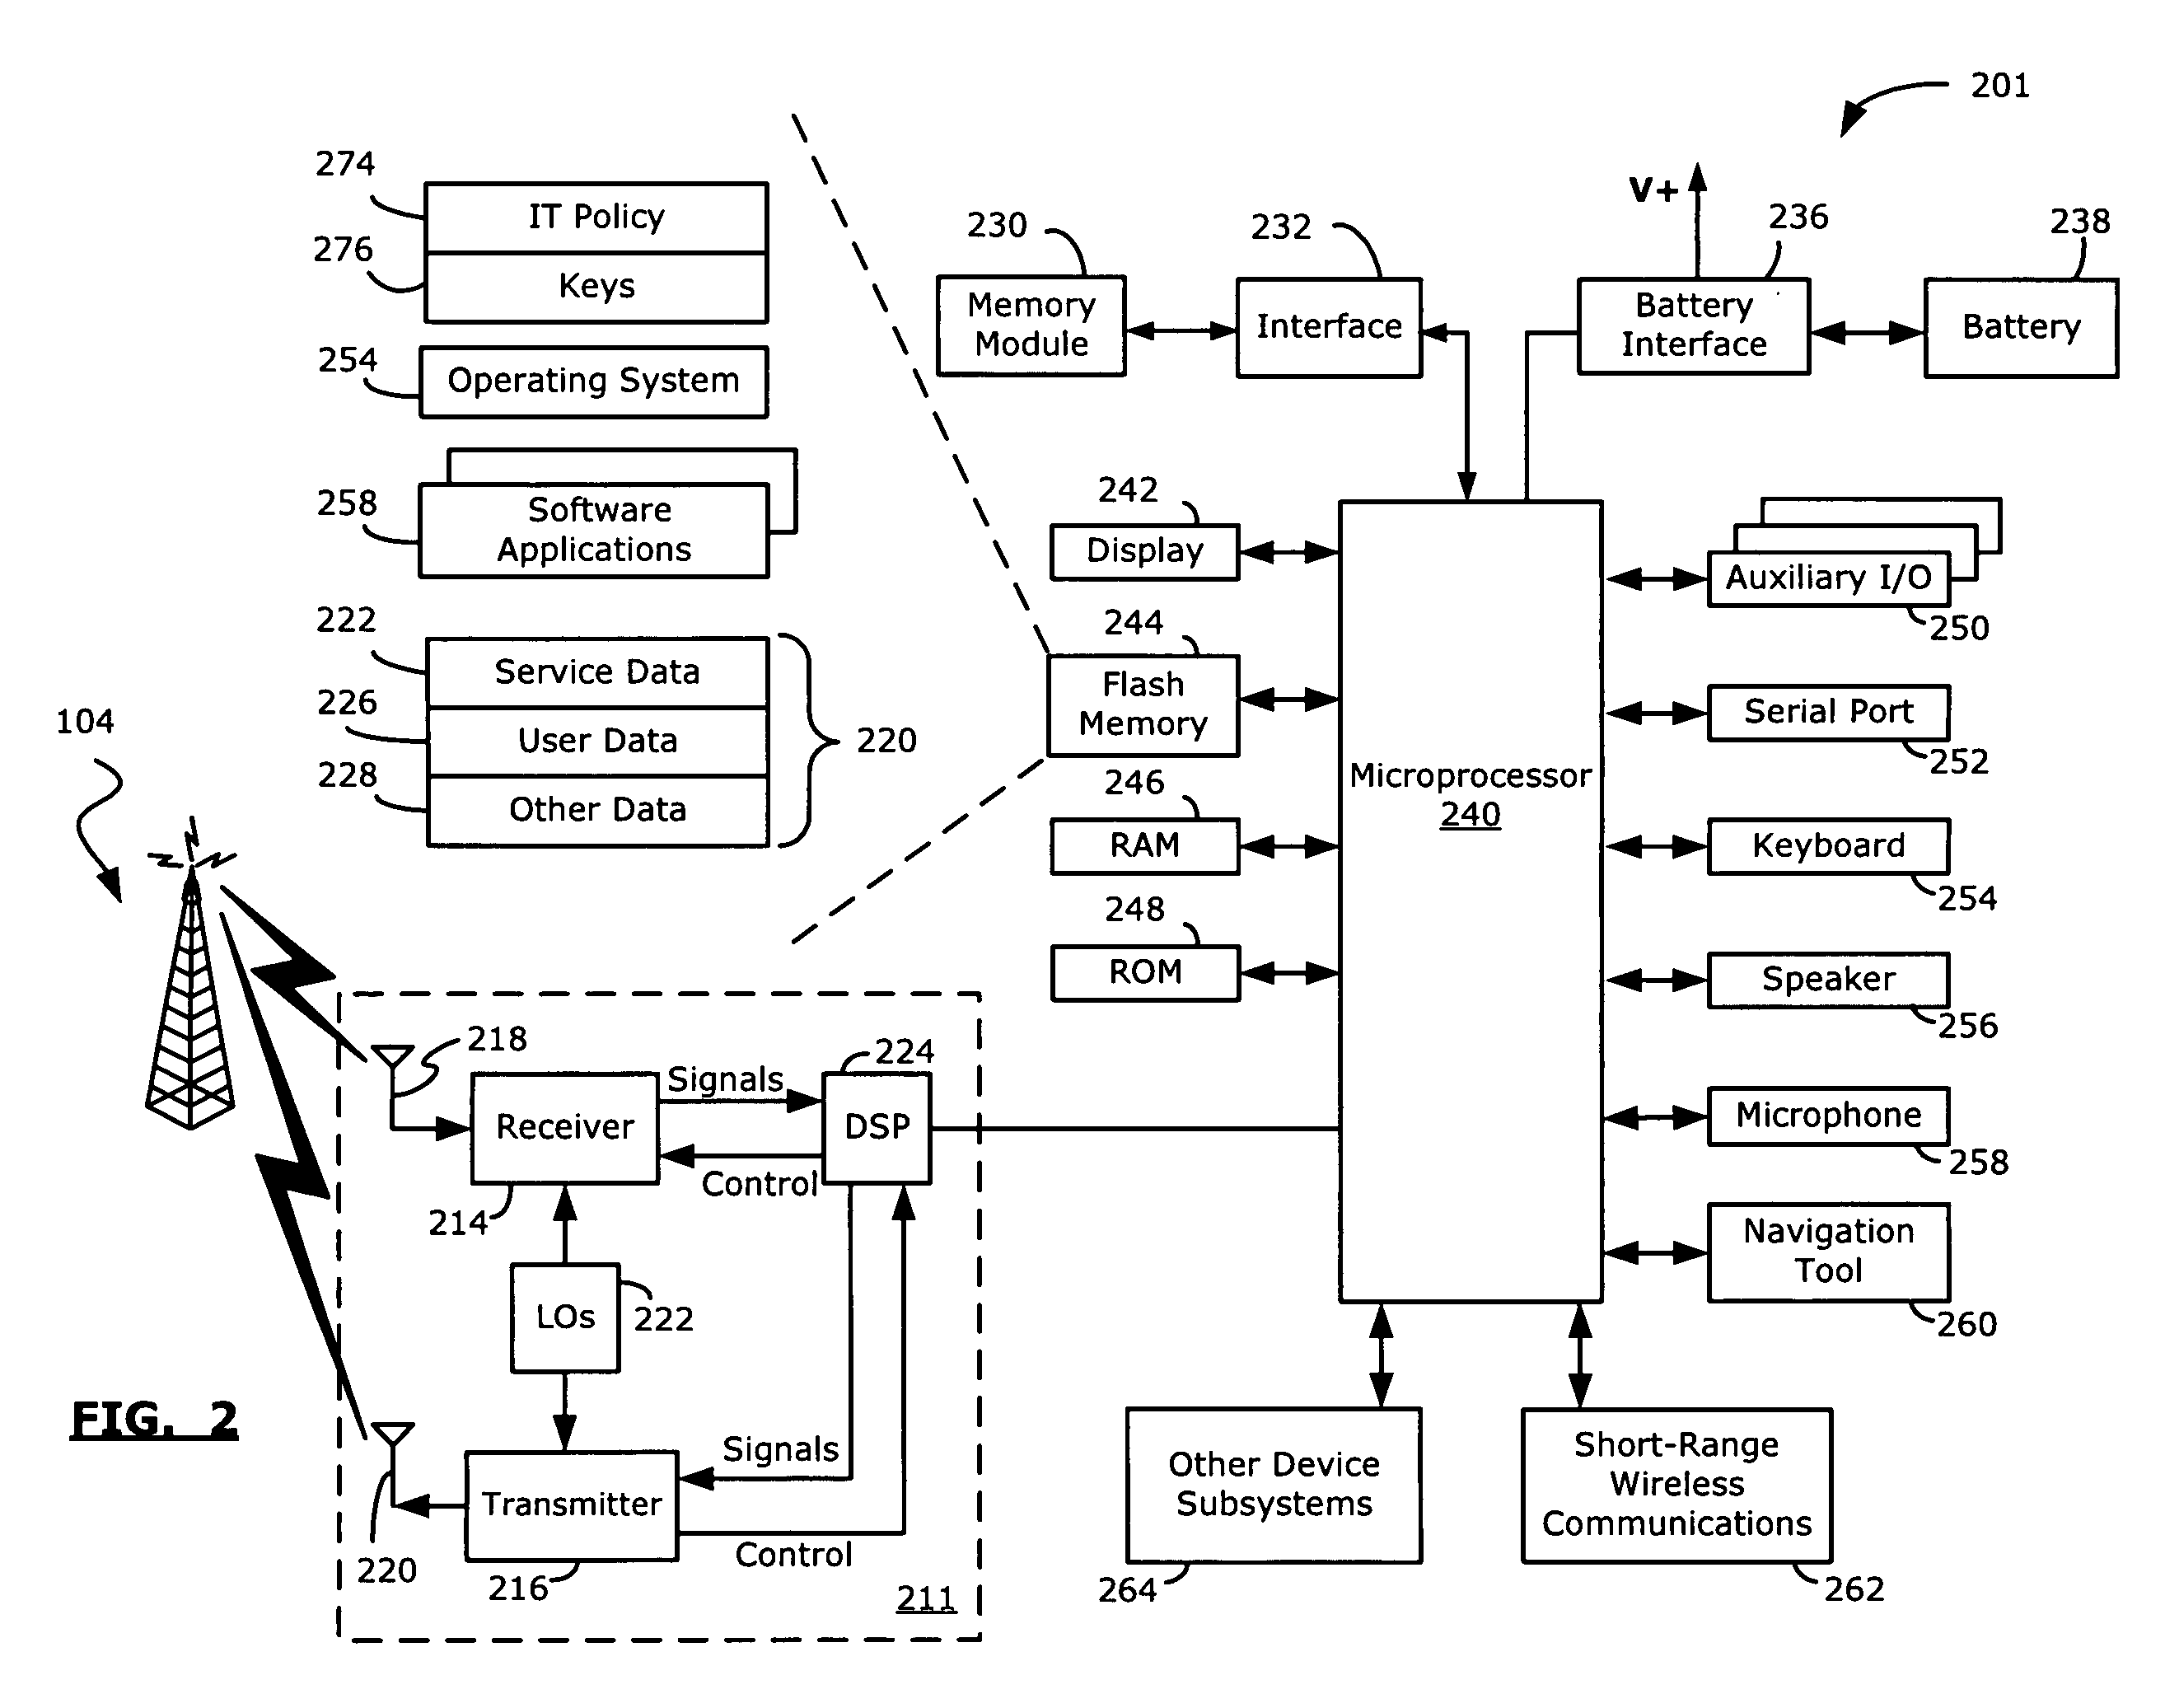 201
274
IT Policy
276
Keys
254
Operating System
258
Software
Applications
222
Service Data
226
User Data
228
Other Data
220
104
230
Memory
Module
232
Interface
V+
236
Battery
Interface
238
Battery
242
Display
244
Flash
Memory
246
RAM
248
ROM
Microprocessor
240
Auxiliary I/O
250
Serial Port
252
Keyboard
254
Speaker
256
Microphone
258
Navigation
Tool
260
218
Receiver
214
Signals
Control
224
DSP
LOs
222
Signals
Transmitter
Control
216
220
211
Other Device
Subsystems
264
Short-Range
Wireless
Communications
262
FIG. 2